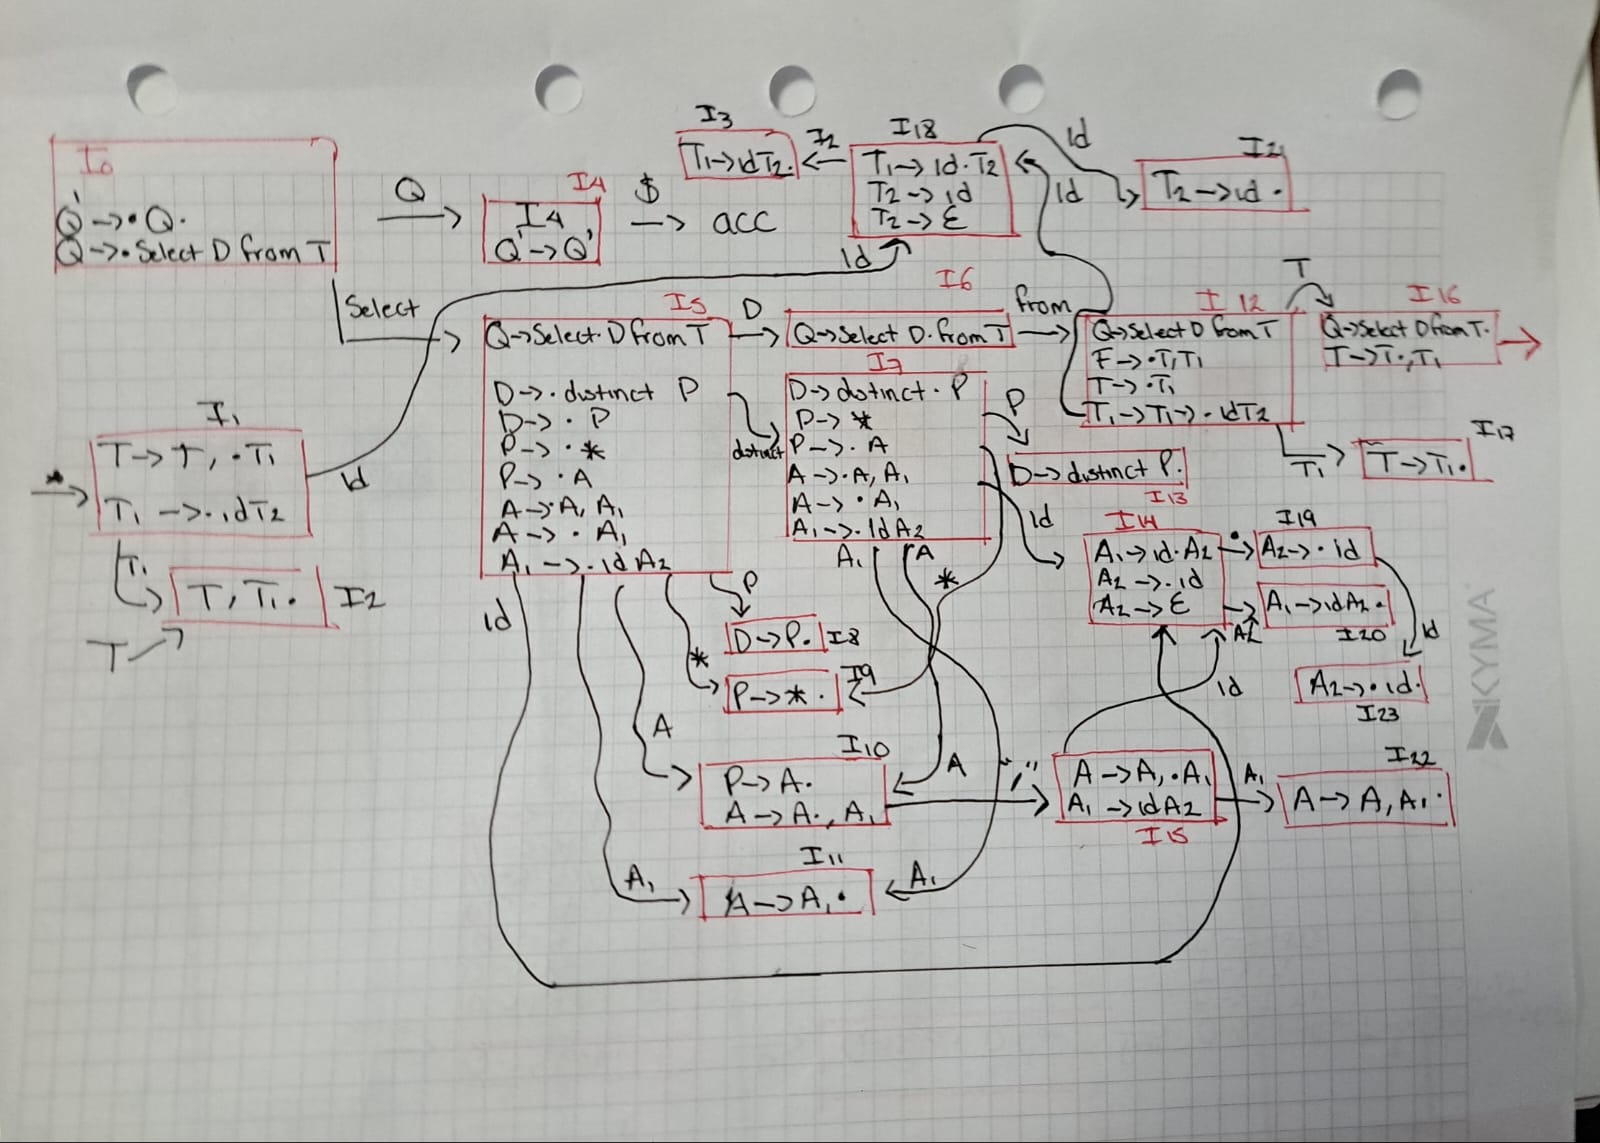 I0
Q' -> • Q.
Q -> • Select D from T
Q
I4
I4
Q' -> Q'
$
acc
I3
T1 -> idT2.
I2
I18
T1 -> id·T2
T2 -> id
T2 -> Ɛ
id
I21
T2 -> id •
id
id
Select
I5
Q -> Select· D from T
D -> · distinct P
D -> · P
P -> · *
P -> · A
A -> A, A1
A -> · A1
A1 -> · id A2
D
I6
Q -> Select D. from T
from
I7
D -> distinct · P
P -> *
P -> · A
A -> ·A, A1
A -> · A1
A1 -> . Id A2
distinct
I12
Q -> Select D from T
F -> ·T, T1
T -> ·T1
T1 -> T1 -> · idT2
T
I16
Q -> Select D from T.
T -> T·, T1
T1
I17
T -> T1.
P
D -> distinct P.
I13
I1
T -> T, · T1
T1 -> · idT2
*
id
T1
T, T1.
I2
T
id
I14
A1 -> id·A2
A2 -> . id
A2 -> Ɛ
•
I19
A2 -> · id
A1 -> idA2•
I20
A2
id
A2 -> • id.
I23
A1
A
*
id
P
D -> P.
I8
*
P -> * ·
I9
id
A
I10
P -> A.
A -> A., A1
A
","
A -> A, • A1
A1 -> idA2
I15
A1
I22
A -> A, A1·
A1
I11
A -> A1 •
A1
KYMA